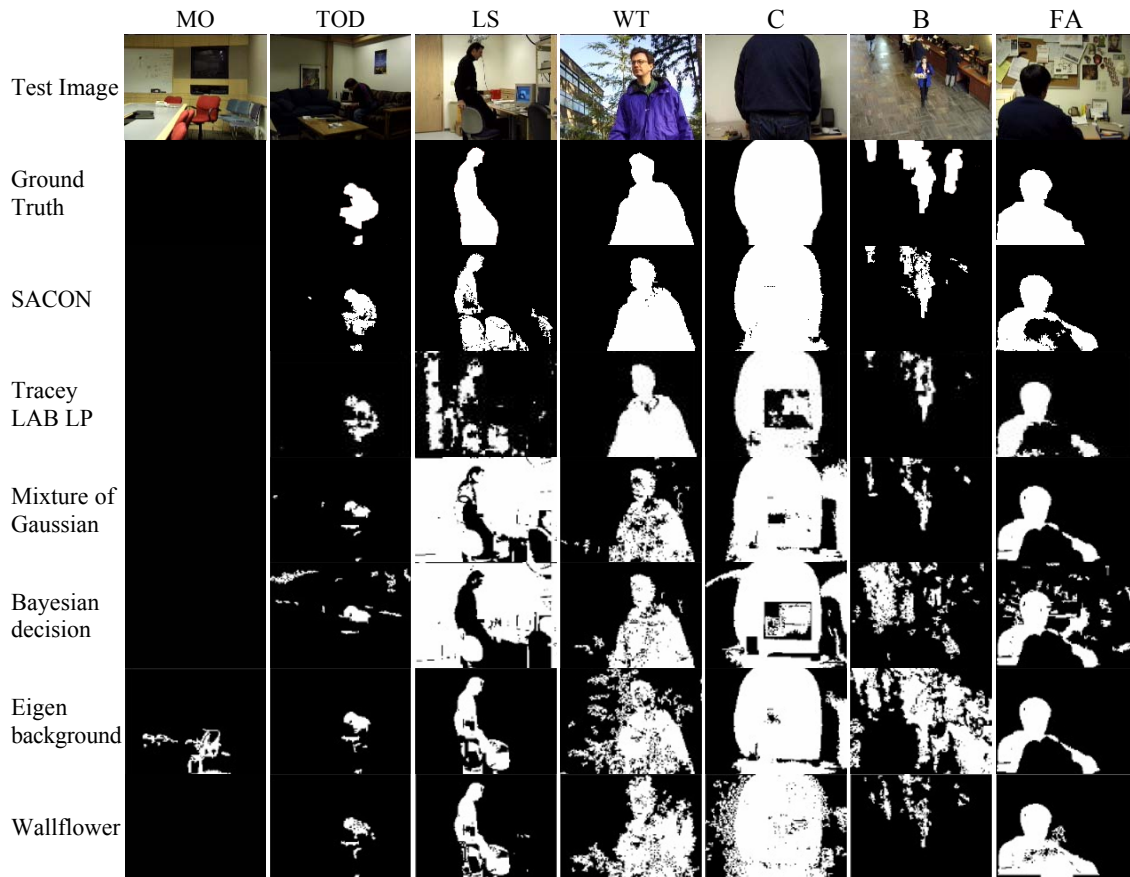 MO TOD LS WT C B FA
Test Image
Ground
Truth
SACON
Tracey
LAB LP
Mixture of
Gaussian
Bayesian
decision
Eigen
background
Wallflower